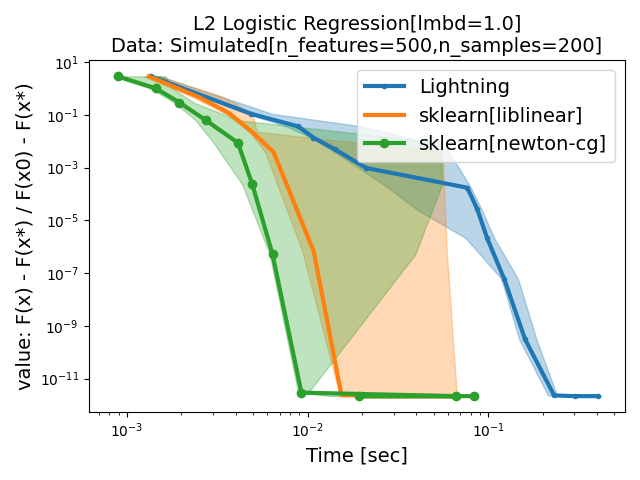 L2 Logistic Regression[lmbd=1.0]
Data: Simulated[n_features=500,n_samples=200]
value: F(x) - F(x*) / F(x0) - F(x*)
10¹
10⁻¹
10⁻³
10⁻⁵
10⁻⁷
10⁻⁹
10⁻¹¹
Lightning
sklearn[liblinear]
sklearn[newton-cg]
10⁻³ 10⁻² 10⁻¹
Time [sec]